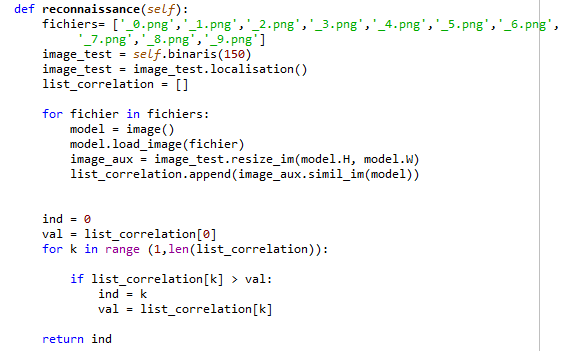 def reconnaissance(self):
    fichiers= ['_0.png','_1.png','_2.png','_3.png','_4.png','_5.png','_6.png',
         '_7.png','_8.png','_9.png']
    image_test = self.binaris(150)
    image_test = image_test.localisation()
    list_correlation = []

    for fichier in fichiers:
        model = image()
        model.load_image(fichier)
        image_aux = image_test.resize_im(model.H, model.W)
        list_correlation.append(image_aux.simil_im(model))


    ind = 0
    val = list_correlation[0]
    for k in range (1,len(list_correlation)):

        if list_correlation[k] > val:
            ind = k
            val = list_correlation[k]

    return ind